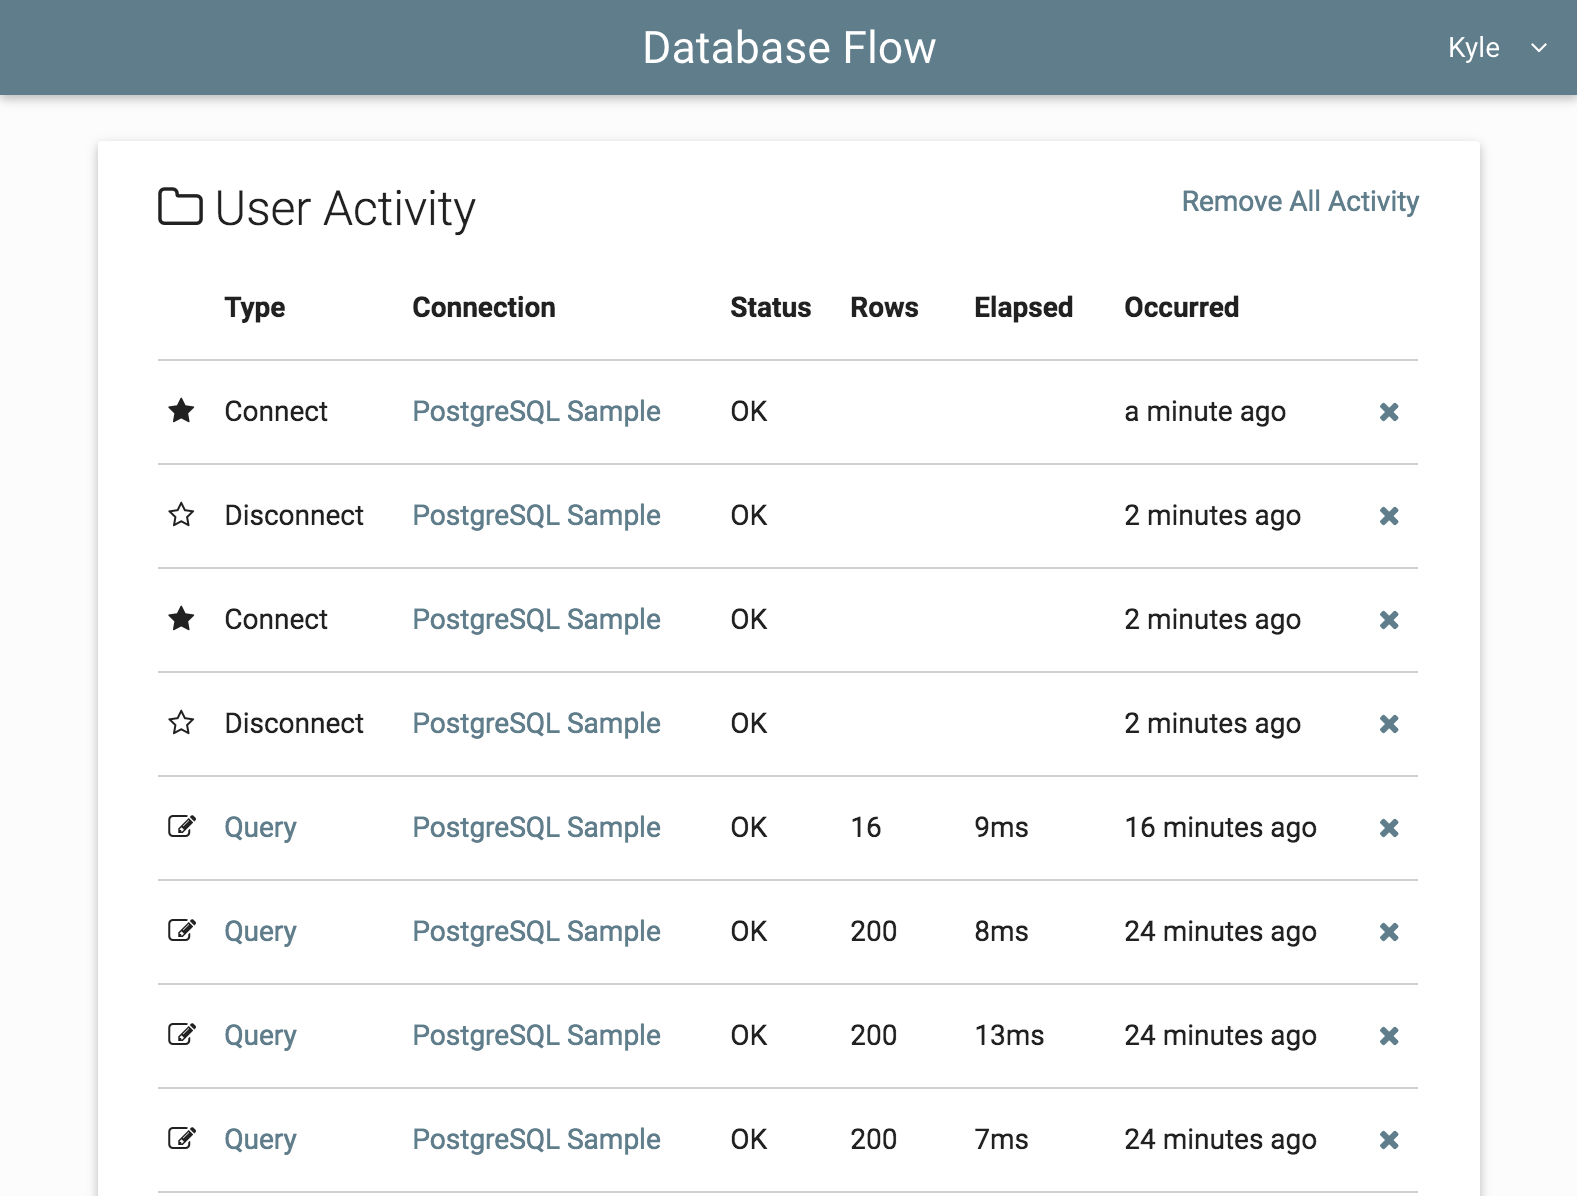 Database Flow
Kyle
User Activity
Remove All Activity
Type Connection Status Rows Elapsed Occurred
Connect PostgreSQL Sample OK a minute ago
Disconnect PostgreSQL Sample OK 2 minutes ago
Connect PostgreSQL Sample OK 2 minutes ago
Disconnect PostgreSQL Sample OK 2 minutes ago
Query PostgreSQL Sample OK 16 9ms 16 minutes ago
Query PostgreSQL Sample OK 200 8ms 24 minutes ago
Query PostgreSQL Sample OK 200 13ms 24 minutes ago
Query PostgreSQL Sample OK 200 7ms 24 minutes ago